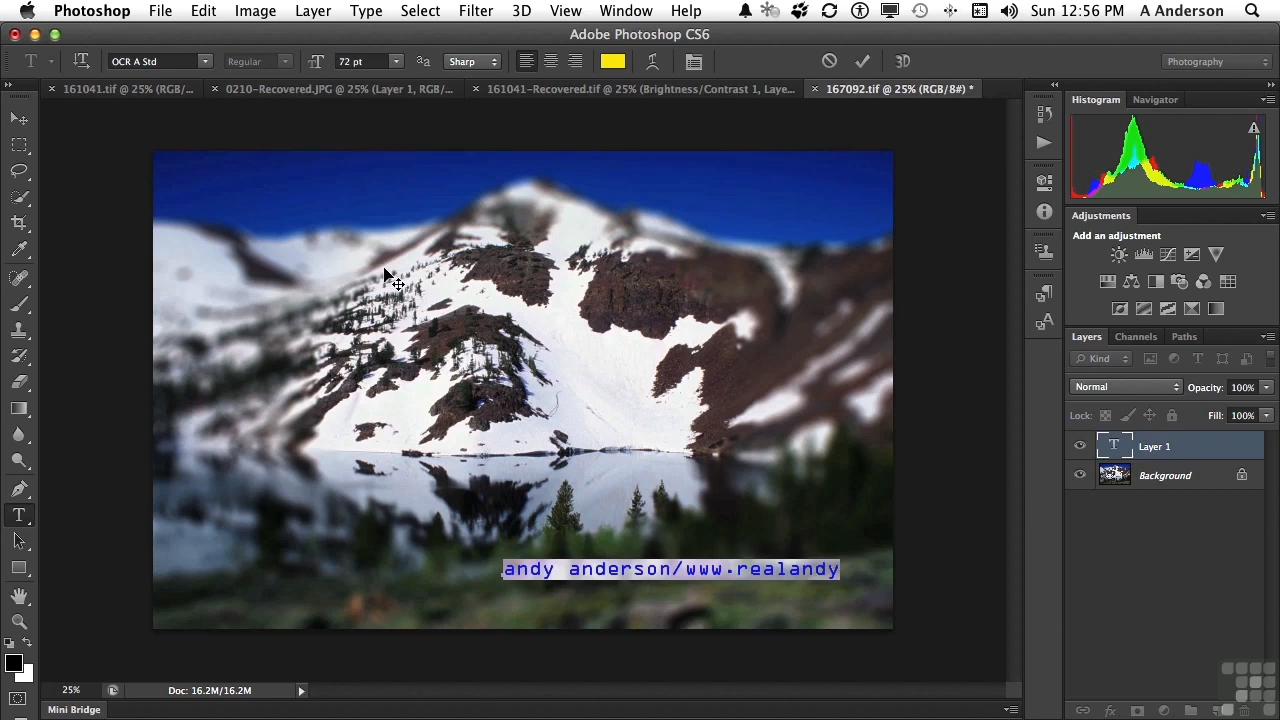 Photoshop File Edit Image Layer Type Select Filter 3D View Window Help Sun 12:56 PM A Anderson
Adobe Photoshop CS6
T OCR A Std Regular 72 pt Sharp 3D Photography
161041.tif @ 25% (RGB/... 0210-Recovered.JPG @ 25% (Layer 1, RGB/... 161041-Recovered.tif @ 25% (Brightness/Contrast 1, Laye... 167092.tif @ 25% (RGB/8#) *
Histogram Navigator
Adjustments
Add an adjustment
Layers Channels Paths
Kind
Normal Opacity: 100%
Lock: Fill: 100%
T Layer 1
Background
andy anderson/www.realandy
25% Doc: 16.2M/16.2M
Mini Bridge